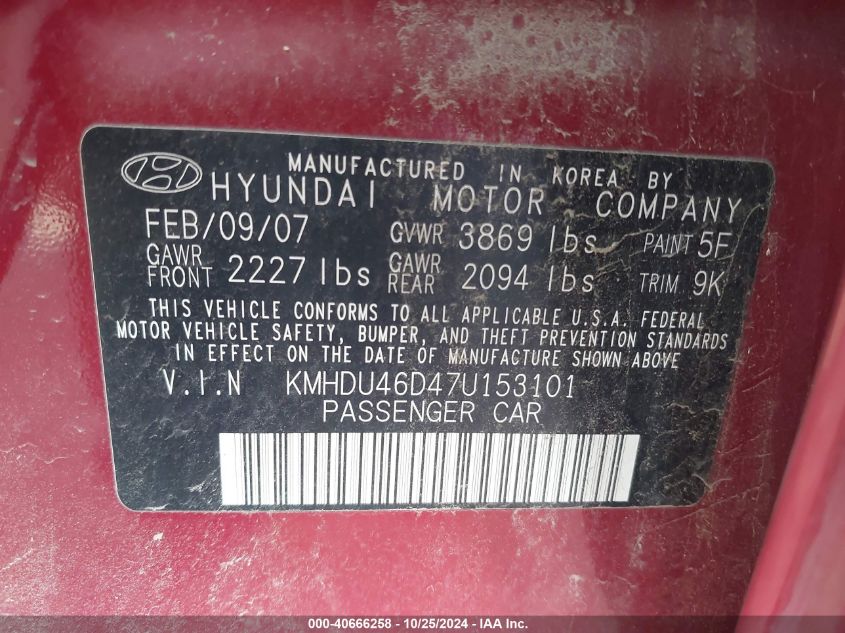 MANUFACTURED IN KOREA BY
HYUNDAI MOTOR COMPANY
FEB/09/07 GVWR 3869 lbs PAINT 5F
GAWR FRONT 2227 lbs GAWR REAR 2094 lbs TRIM 9K
THIS VEHICLE CONFORMS TO ALL APPLICABLE U.S.A. FEDERAL
MOTOR VEHICLE SAFETY, BUMPER, AND THEFT PREVENTION STANDARDS
IN EFFECT ON THE DATE OF MANUFACTURE SHOWN ABOVE
V.I.N KMHDU46D47U153101
PASSENGER CAR
000-40666258 - 10/25/2024 - IAA Inc.